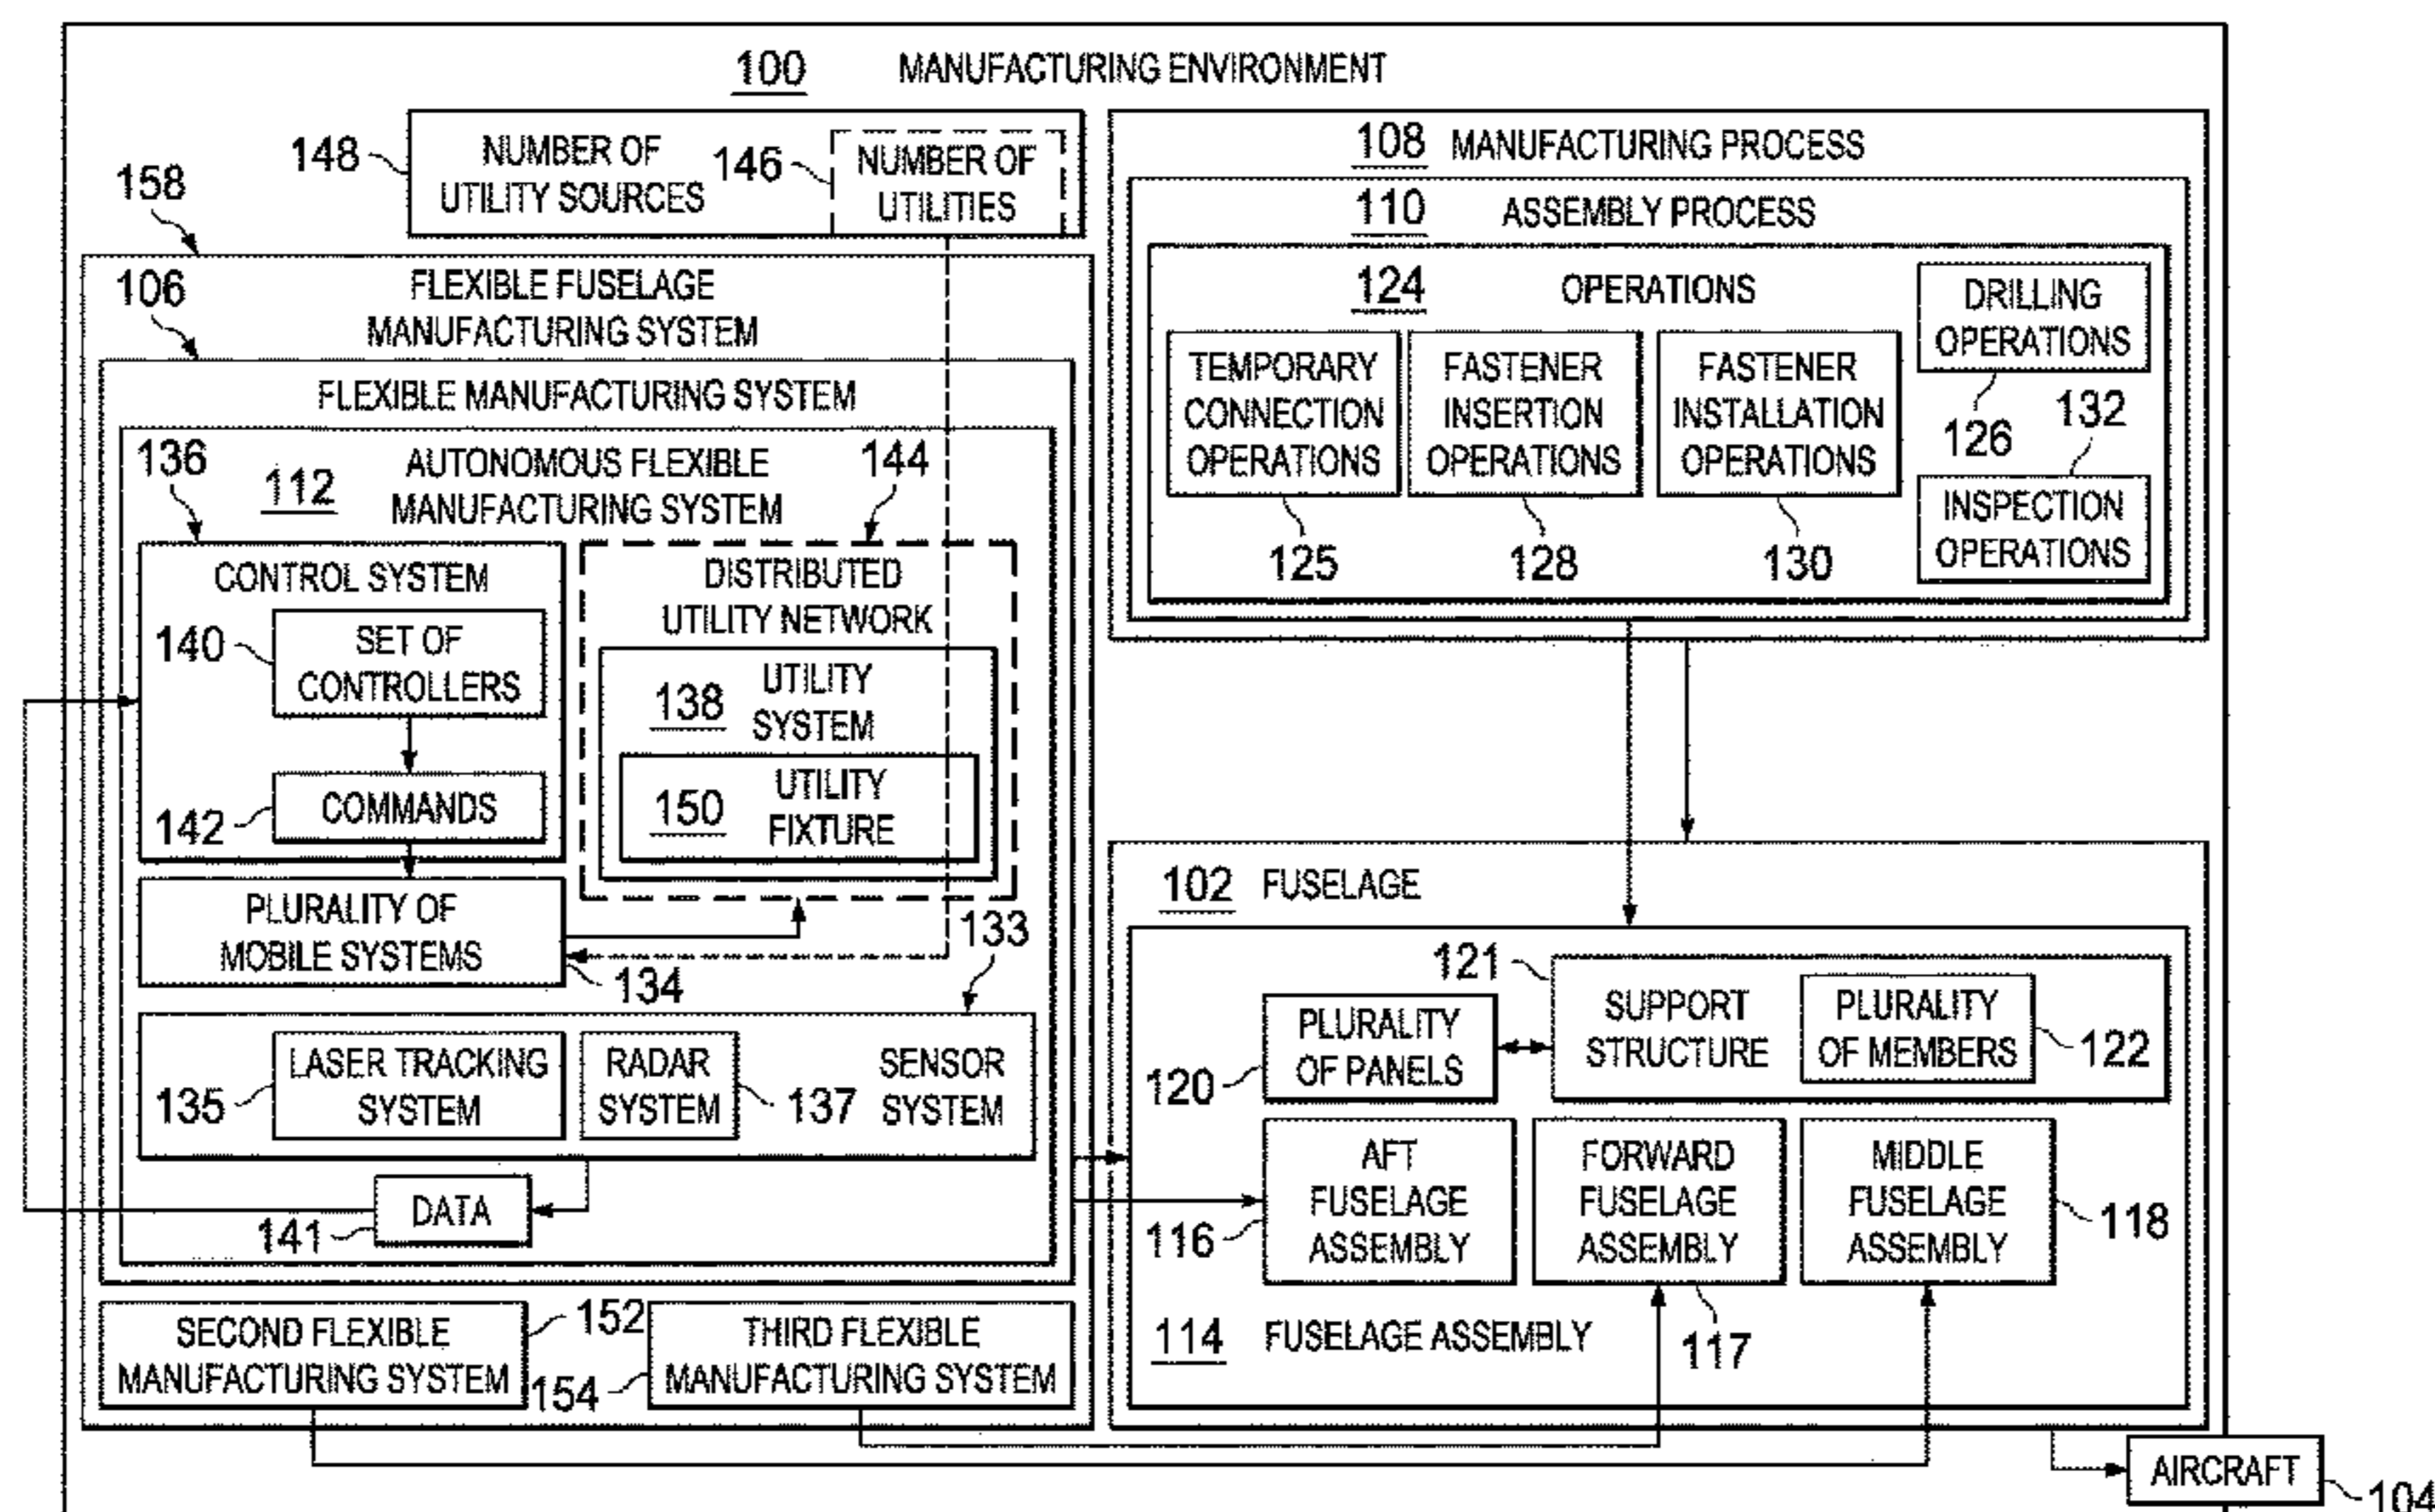 100 MANUFACTURING ENVIRONMENT
148
NUMBER OF
UTILITY SOURCES
146
NUMBER OF
UTILITIES
158
106
FLEXIBLE FUSELAGE
MANUFACTURING SYSTEM
FLEXIBLE MANUFACTURING SYSTEM
136
112
AUTONOMOUS FLEXIBLE
MANUFACTURING SYSTEM
144
CONTROL SYSTEM
140
SET OF
CONTROLLERS
142
COMMANDS
DISTRIBUTED
UTILITY NETWORK
138
UTILITY
SYSTEM
150
UTILITY
FIXTURE
PLURALITY OF
MOBILE SYSTEMS
134
133
135
LASER TRACKING
SYSTEM
RADAR
SYSTEM
137
SENSOR
SYSTEM
141
DATA
SECOND FLEXIBLE
MANUFACTURING SYSTEM
152
154
THIRD FLEXIBLE
MANUFACTURING SYSTEM
108 MANUFACTURING PROCESS
110 ASSEMBLY PROCESS
124 OPERATIONS
TEMPORARY
CONNECTION
OPERATIONS
125
FASTENER
INSERTION
OPERATIONS
128
FASTENER
INSTALLATION
OPERATIONS
130
DRILLING
OPERATIONS
126
132
INSPECTION
OPERATIONS
102 FUSELAGE
121
SUPPORT
STRUCTURE
PLURALITY
OF MEMBERS
122
120
PLURALITY
OF PANELS
116
AFT
FUSELAGE
ASSEMBLY
FORWARD
FUSELAGE
ASSEMBLY
117
MIDDLE
FUSELAGE
ASSEMBLY
118
114 FUSELAGE ASSEMBLY
AIRCRAFT
104